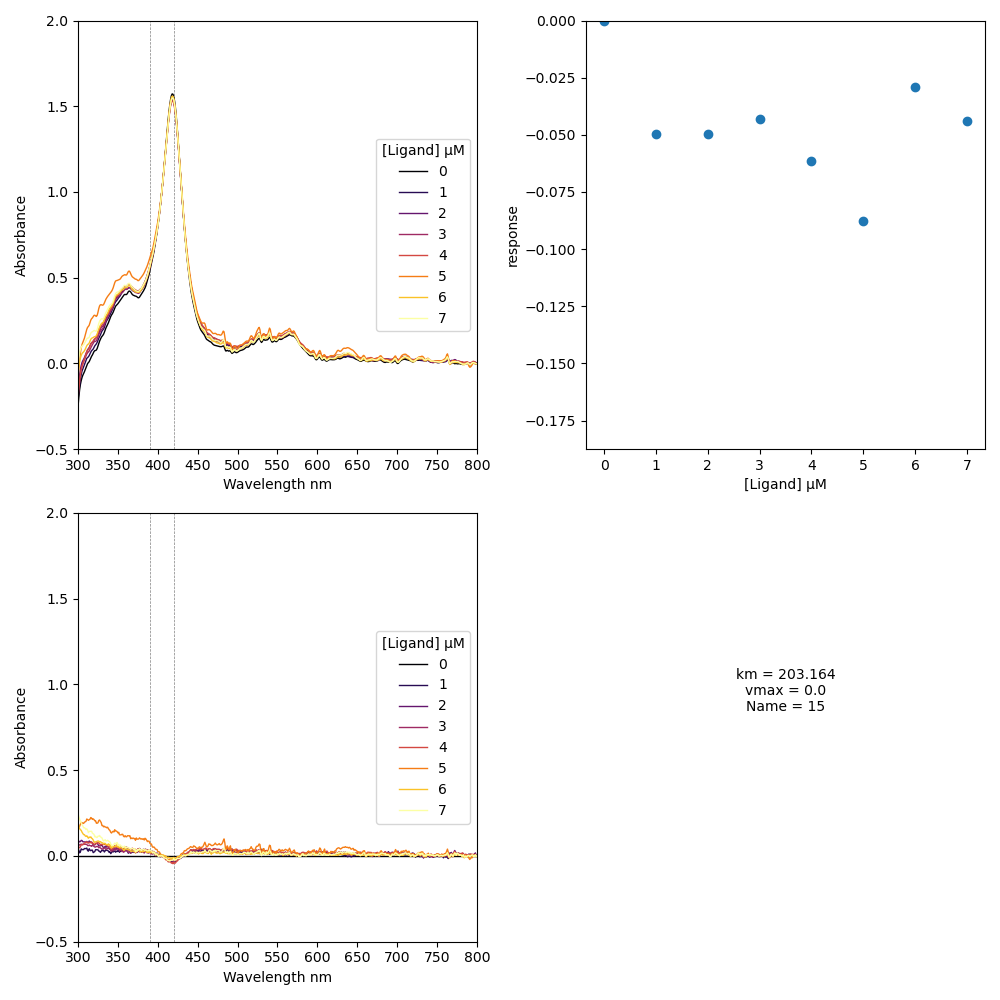 2.0
1.5
1.0
0.5
0.0
−0.5
Absorbance
300 350 400 450 500 550 600 650 700 750 800
Wavelength nm
[Ligand] μM
0
1
2
3
4
5
6
7
0.000
−0.025
−0.050
−0.075
−0.100
−0.125
−0.150
−0.175
response
0 1 2 3 4 5 6 7
[Ligand] μM
2.0
1.5
1.0
0.5
0.0
−0.5
Absorbance
300 350 400 450 500 550 600 650 700 750 800
Wavelength nm
[Ligand] μM
0
1
2
3
4
5
6
7
km = 203.164
vmax = 0.0
Name = 15